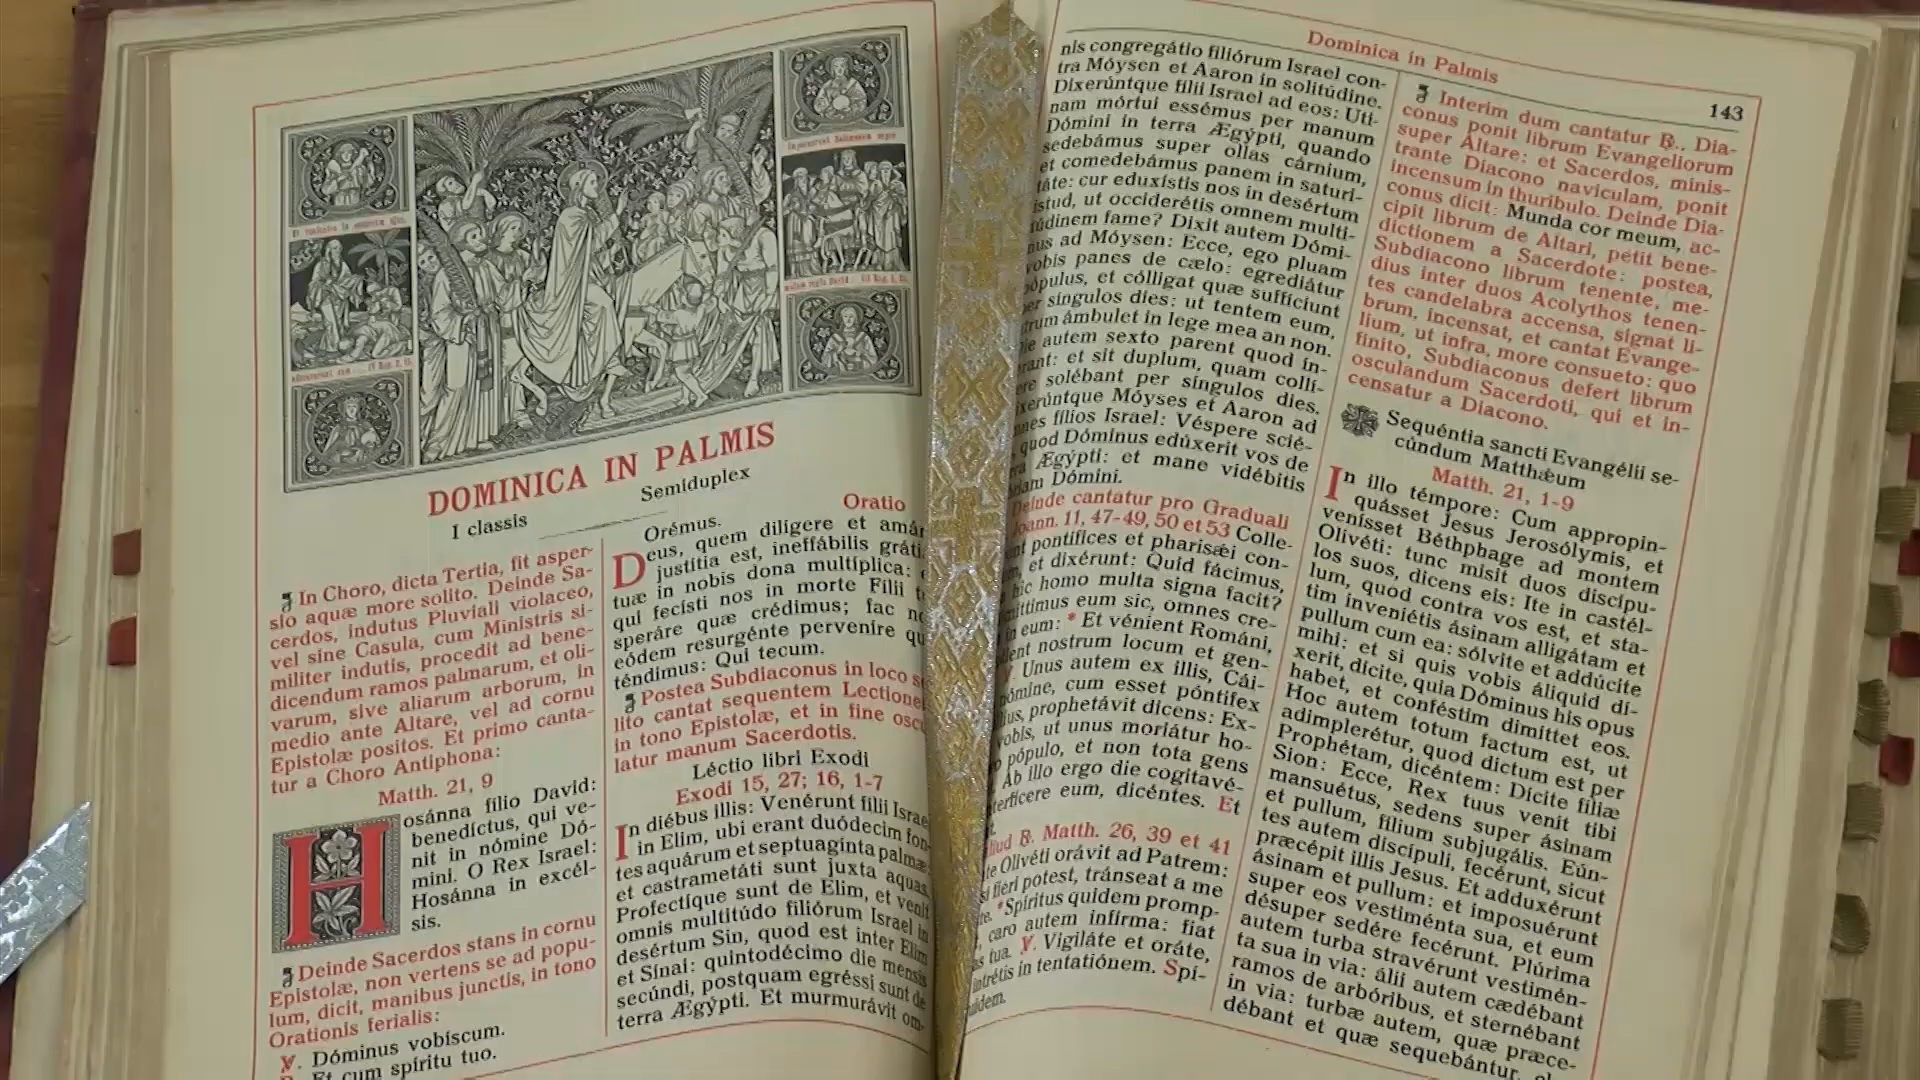 DOMINICA IN PALMIS
Semiduplex
I classis
❡ In Choro, dicta Tertia, fit asper-
sio aquæ more solito. Deinde Sa-
cerdos, indutus Pluviali violaceo,
vel sine Casula, cum Ministris si-
militer indutis, procedit ad bene-
dicendum ramos palmarum, et oli-
varum, sive aliarum arborum, in
medio ante Altare, vel ad cornu
Epistolæ positos. Et primo canta-
tur a Choro Antiphona:
Matth. 21, 9
Hosánna fílio David:
benedíctus, qui ve-
nit in nómine Dó-
mini. O Rex Israel:
Hosánna in excél-
sis.
❡ Deinde Sacerdos stans in cornu
Epistolæ, non vertens se ad popu-
lum, dicit, manibus junctis, in tono
Orationis ferialis:
℣. Dóminus vobíscum.
Et cum spíritu tuo.
Oratio
Orémus.
Deus, quem dilígere et amá
justítia est, ineffábilis gráti
tuæ in nobis dona multíplica:
qui fecísti nos in morte Fílii
speráre quæ crédimus; fac
eódem resurgénte perveníre
téndimus: Qui tecum.
❡ Postea Subdiaconus in loco
lito cantat sequentem
in tono Epistolæ, et in fine
latur manum Sacerdotis.
Léctio libri Exodi
Exodi 15, 27; 16, 1-7
In diébus illis: Venérunt fílii
in Elim, ubi erant duódecim
tes aquárum et septuagínta
et castrametáti sunt juxta aquas.
Profectíque sunt de Elim, et venit
omnis multitúdo filiórum Israel in
desértum Sin, quod est inter Elim
et Sínai: quintodécimo die mensis
secúndi, postquam egréssi sunt de
terra Ægýpti. Et murmurávit om-
Dominica in Palmis
143
nis congregátio filiórum Israel con-
tra Móysen et Aaron in solitúdine.
Dixerúntque fílii Israel ad eos: Uti-
nam mórtui essémus per manum
Dómini in terra Ægýpti, quando
sedebámus super ollas cárnium,
et comedebámus panem in saturi-
táte: cur eduxístis nos in desértum
istud, ut occiderétis omnem multi-
túdinem fame? Dixit autem Dómi-
nus ad Móysen: Ecce, ego pluam
vobis panes de cælo: egrediátur
pópulus, et cólligat quæ suffíciunt
per síngulos dies: ut tentem eum,
trum ámbulet in lege mea an non.
autem sexto parent quod ín-
rant: et sit duplum, quam cólli-
re solébant per síngulos dies.
xerúntque Móyses et Aaron ad
mnes fílios Israel: Véspere scié-
quod Dóminus edúxerit vos de
Ægýpti: et mane vidébitis
Dómini.
Deinde cantatur pro Graduali
Joann. 11, 47-49, 50 et 53 Colle-
pontífices et pharisǽi con-
et dixérunt: Quid fácimus,
hic homo multa signa facit?
míttimus eum sic, omnes cre-
in eum: * Et vénient Románi,
nostrum locum et gen-
Unus autem ex illis, Cái-
nómine, cum esset póntifex
prophetávit dicens: Ex-
vobis, ut unus moriátur ho-
pópulo, et non tota gens
Ab illo ergo die cogitavé-
interfícere eum, dicéntes. Et
℟. Matth. 26, 39 et 41
Olivéti orávit ad Patrem:
si fíeri potest, tránseat a me
* Spíritus quidem promp-
caro autem infírma: fiat
tua. ℣. Vigiláte et oráte,
intrétis in tentatiónem. Spí-
❡ Interim dum cantatur ℟., Dia-
conus ponit librum Evangeliorum
super Altare: et Sacerdos, minis-
trante Diacono naviculam, ponit
incensum in thuribulo. Deinde Dia-
conus dicit: Munda cor meum, ac-
cipit librum de Altari, petit bene-
dictionem a Sacerdote: postea,
Subdiacono librum tenente, me-
dius inter duos Acolythos tenen-
tes candelabra accensa, signat li-
brum, incensat, et cantat Evange-
lium, ut infra, more consueto: quo
finito, Subdiaconus defert librum
osculandum Sacerdoti, qui et in-
censatur a Diacono.
Sequéntia sancti Evangélii se-
cúndum Matthǽum
Matth. 21, 1-9
In illo témpore: Cum appropin-
quásset Jesus Jerosólymis, et
venísset Béthphage ad montem
Olivéti: tunc misit duos discípu-
los suos, dicens eis: Ite in castél-
lum, quod contra vos est, et sta-
tim inveniétis ásinam alligátam et
pullum cum ea: sólvite et addúcite
mihi: et si quis vobis áliquid dí-
xerit, dícite, quia Dóminus his opus
habet, et conféstim dimíttet eos.
Hoc autem totum factum est, ut
adimplerétur, quod dictum est per
Prophétam, dicéntem: Dícite fíliæ
Sion: Ecce, Rex tuus venit tibi
mansuétus, sedens super ásinam
et pullum, fílium subjugális. Eún-
tes autem discípuli, fecérunt, sicut
præcépit illis Jesus. Et adduxérunt
ásinam et pullum: et imposuérunt
super eos vestiménta sua, et eum
désuper sedére fecérunt. Plúrima
autem turba stravérunt vestimén-
ta sua in via: álii autem cædébant
ramos de arbóribus, et sternébant
in via: turbæ autem, quæ præce-
débant et quæ sequebántur,